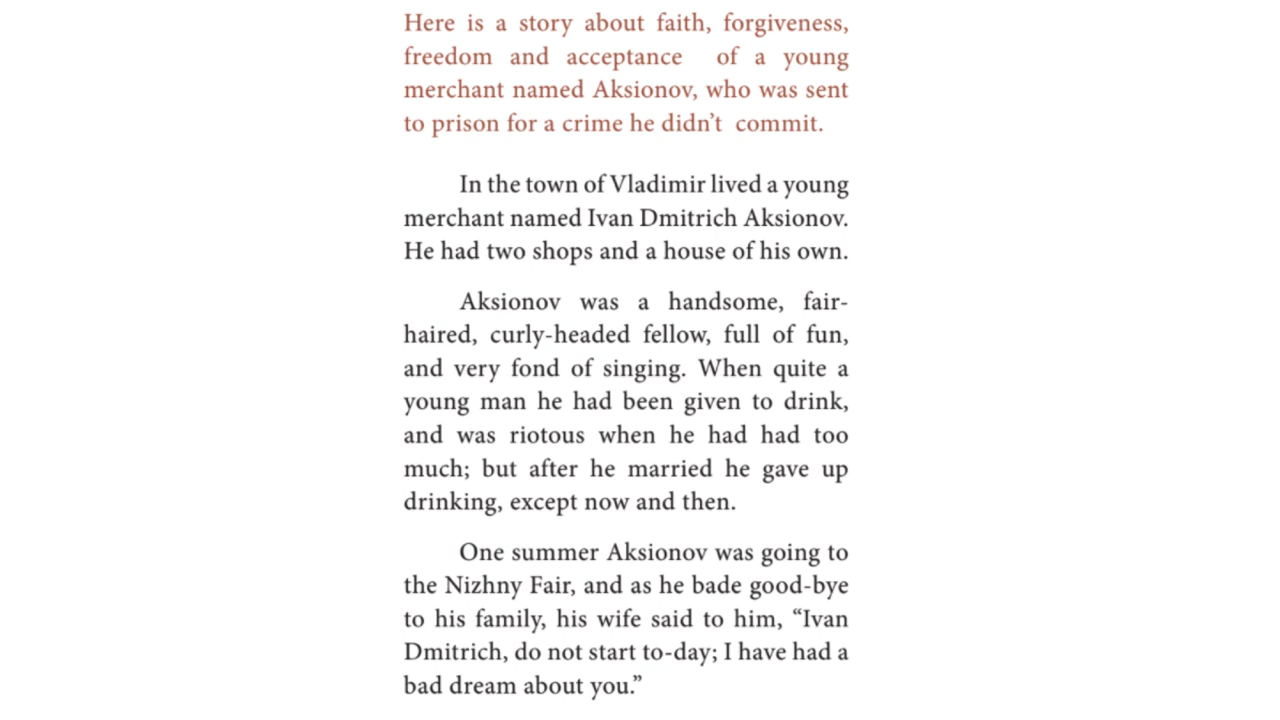 Here is a story about faith, forgiveness,
freedom and acceptance of a young
merchant named Aksionov, who was sent
to prison for a crime he didn’t commit.
In the town of Vladimir lived a young
merchant named Ivan Dmitrich Aksionov.
He had two shops and a house of his own.
Aksionov was a handsome, fair-
haired, curly-headed fellow, full of fun,
and very fond of singing. When quite a
young man he had been given to drink,
and was riotous when he had had too
much; but after he married he gave up
drinking, except now and then.
One summer Aksionov was going to
the Nizhny Fair, and as he bade good-bye
to his family, his wife said to him, “Ivan
Dmitrich, do not start to-day; I have had a
bad dream about you.”